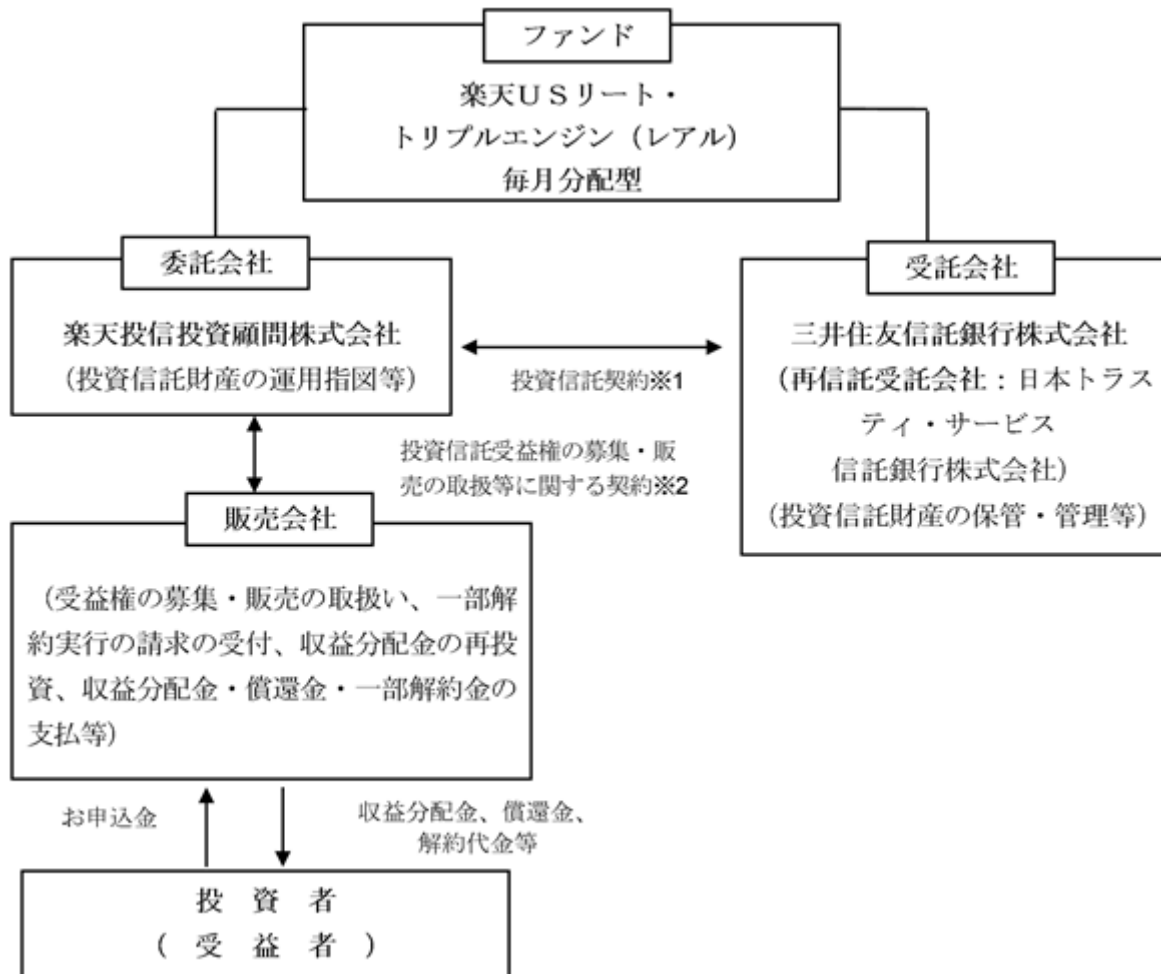 ファンド
楽天USリート・
トリプルエンジン（レアル）
毎月分配型
委託会社
楽天投信投資顧問株式会社
（投資信託財産の運用指図等）
投資信託契約※1
受託会社
三井住友信託銀行株式会社
（再信託受託会社：日本トラス
ティ・サービス
信託銀行株式会社）
（投資信託財産の保管・管理等）
投資信託受益権の募集・販
売の取扱等に関する契約※2
販売会社
（受益権の募集・販売の取扱い、一部解
約実行の請求の受付、収益分配金の再投
資、収益分配金・償還金・一部解約金の
支払等）
お申込金
収益分配金、償還金、
解約代金等
投 資 者
（ 受 益 者 ）